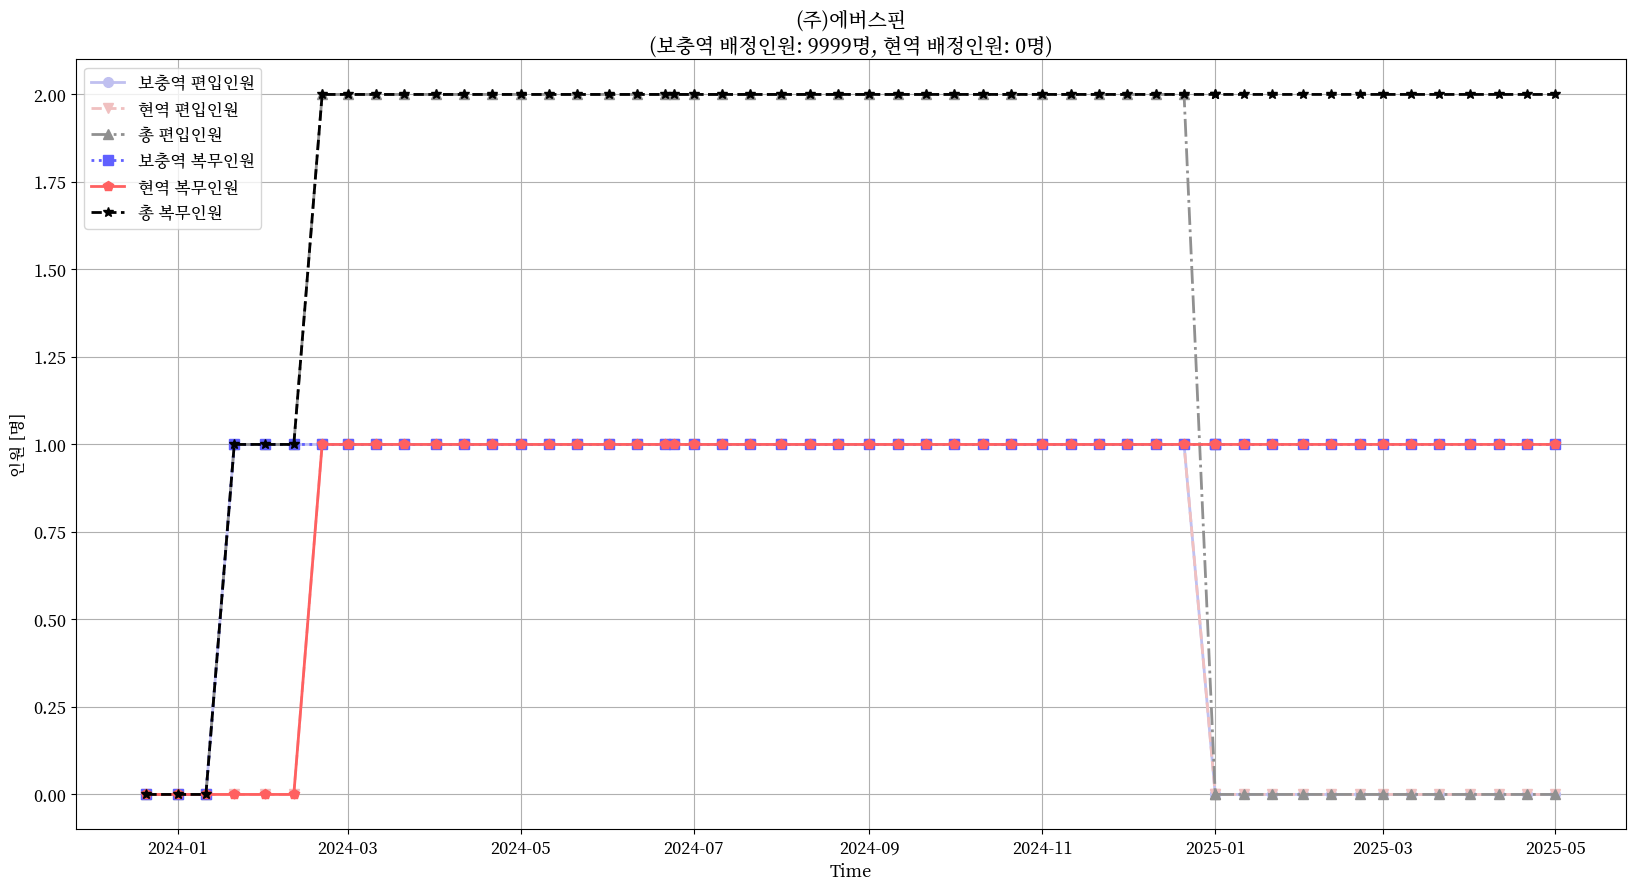 (주)에버스핀
(보충역 배정인원: 9999명, 현역 배정인원: 0명)
보충역 편입인원
현역 편입인원
총 편입인원
보충역 복무인원
현역 복무인원
총 복무인원
2.00
1.75
1.50
1.25
1.00
0.75
0.50
0.25
0.00
인원 [명]
2024-01 2024-03 2024-05 2024-07 2024-09 2024-11 2025-01 2025-03 2025-05
Time